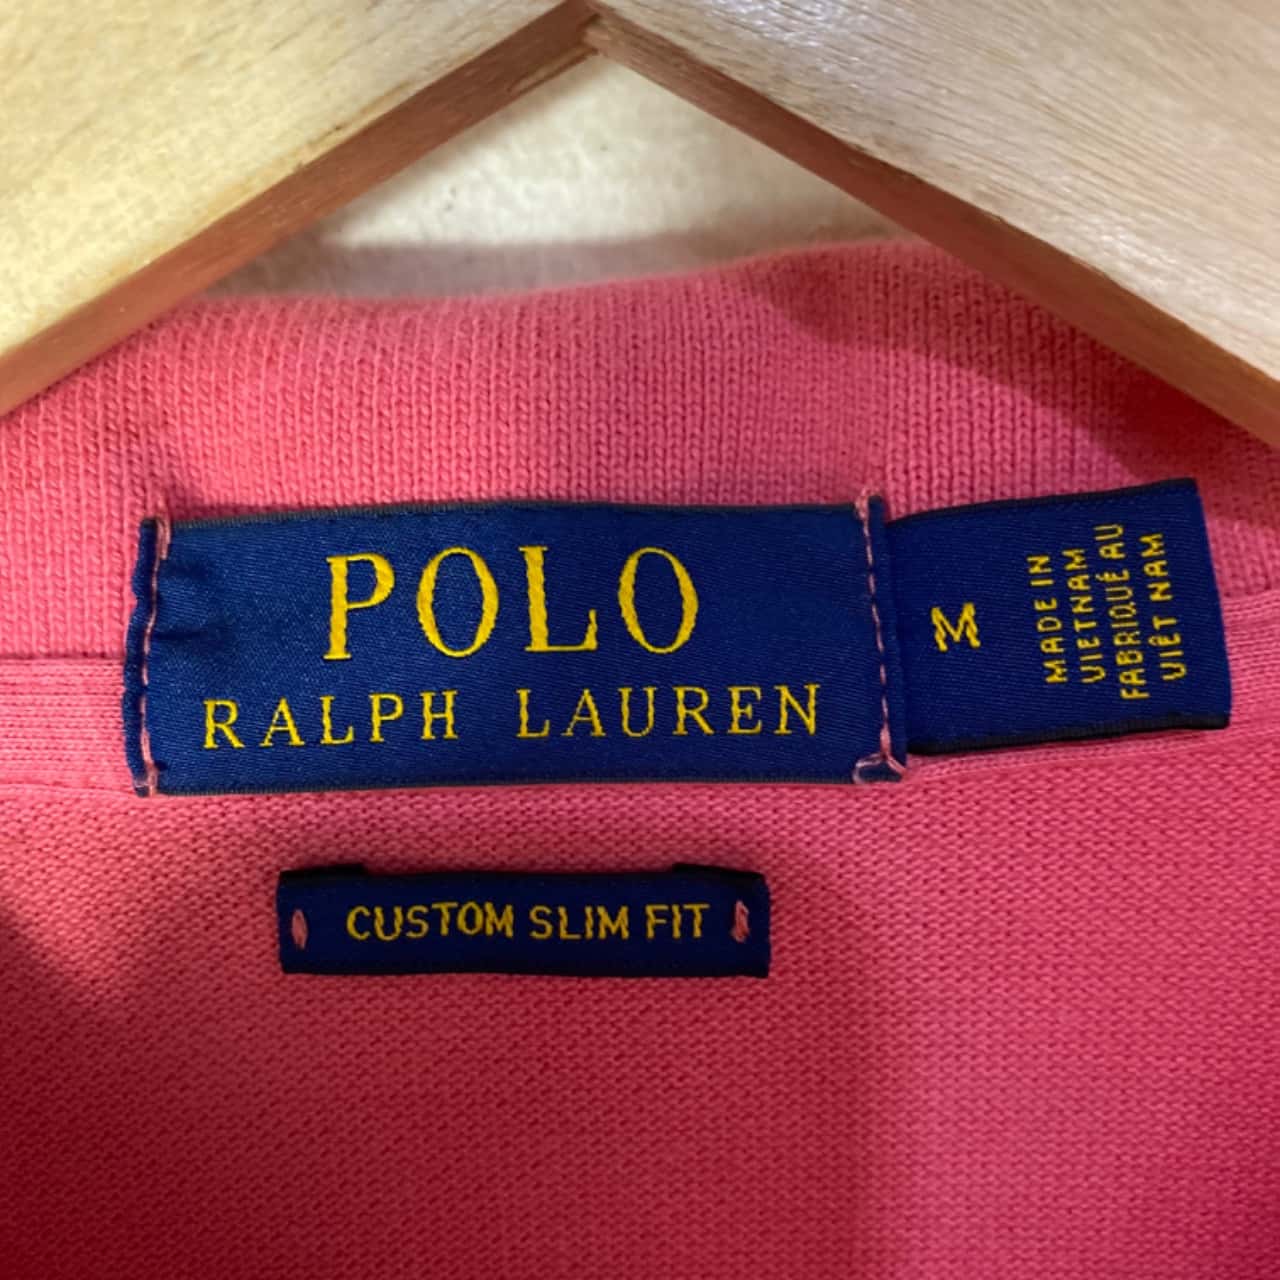 POLO
RALPH LAUREN
M
MADE IN
VIETNAM
FABRIQUÉ AU
VIÊT NAM
CUSTOM SLIM FIT